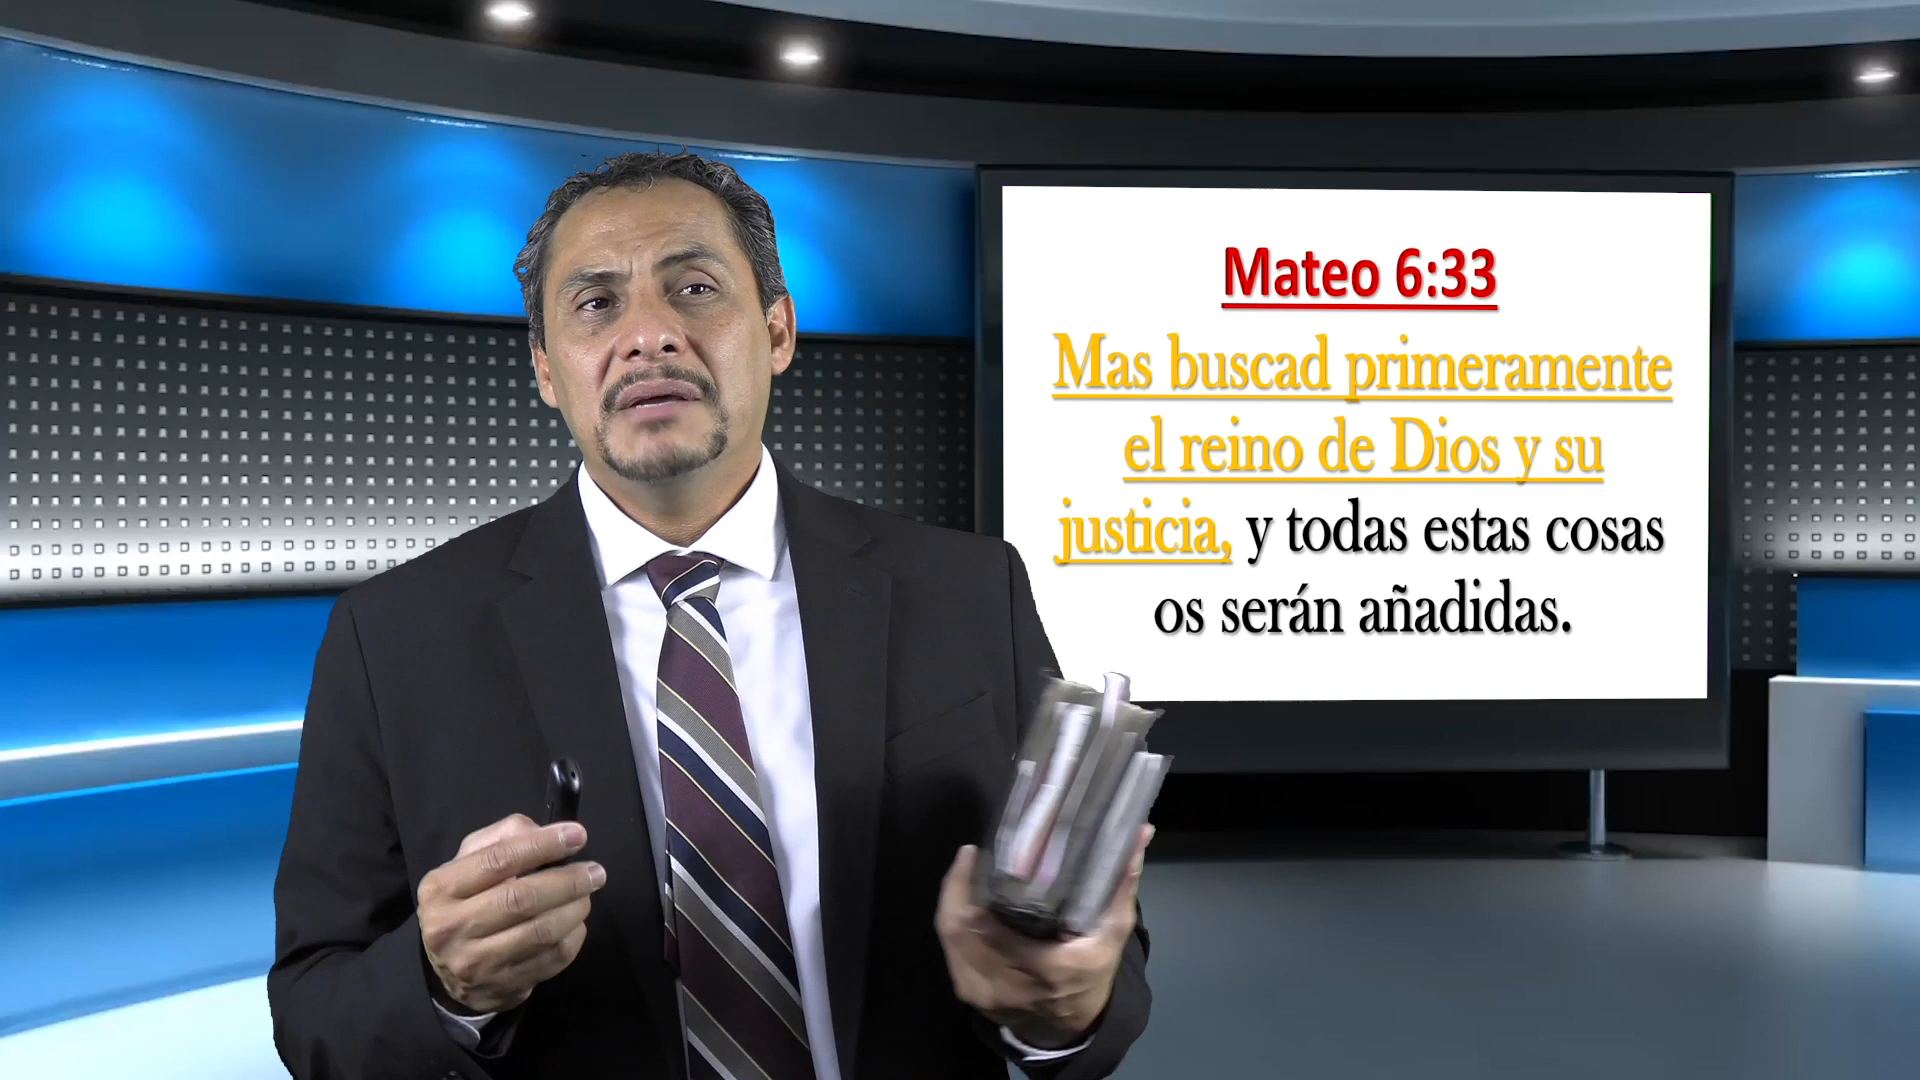 Mateo 6:33
Mas buscad primeramente
el reino de Dios y su
justicia, y todas estas cosas
os serán añadidas.